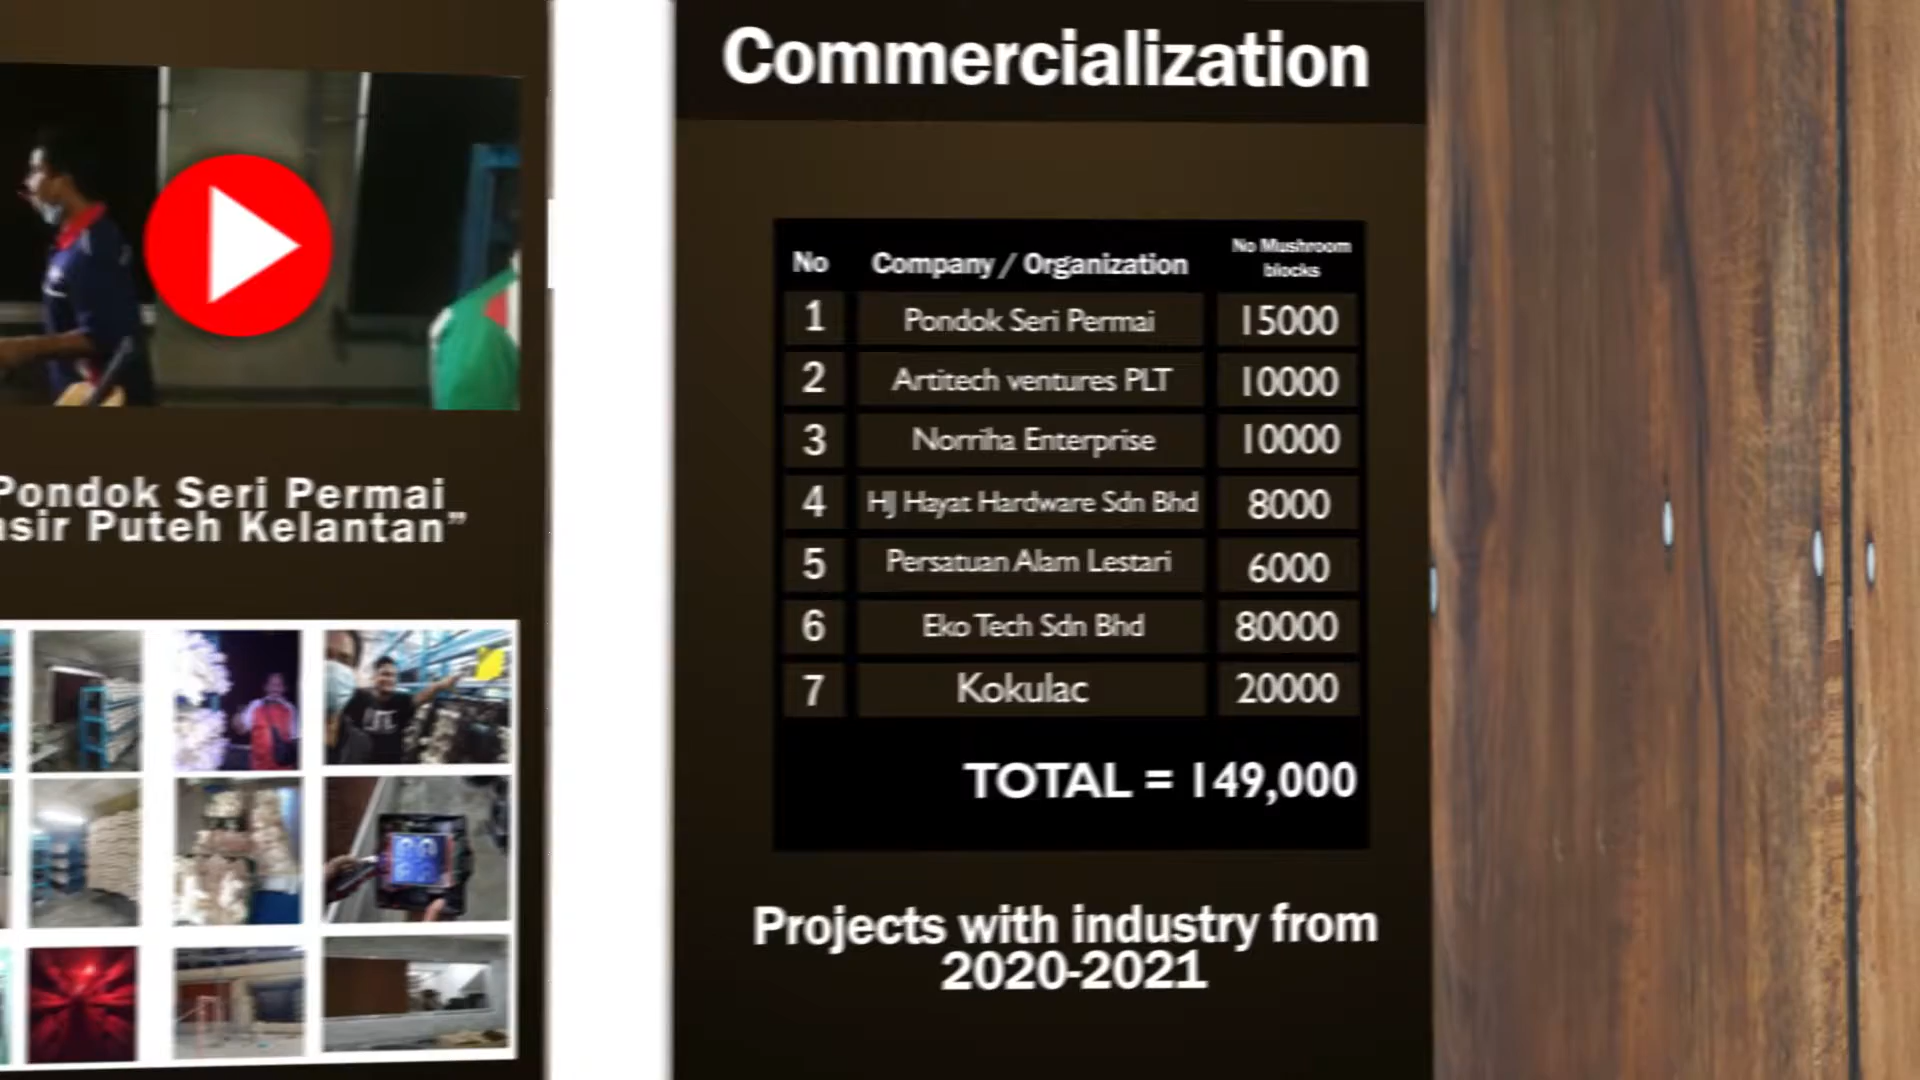 Pondok Seri Permai
Puteh Kelantan”
Commercialization
No Company / Organization No Mushroom blocks
1 Pondok Seri Permai 15000
2 Artitech ventures PLT 10000
3 Norriha Enterprise 10000
4 HJ Hayat Hardware Sdn Bhd 8000
5 Persatuan Alam Lestari 6000
6 Eko Tech Sdn Bhd 80000
7 Kokulac 20000
TOTAL = 149,000
Projects with industry from
2020-2021